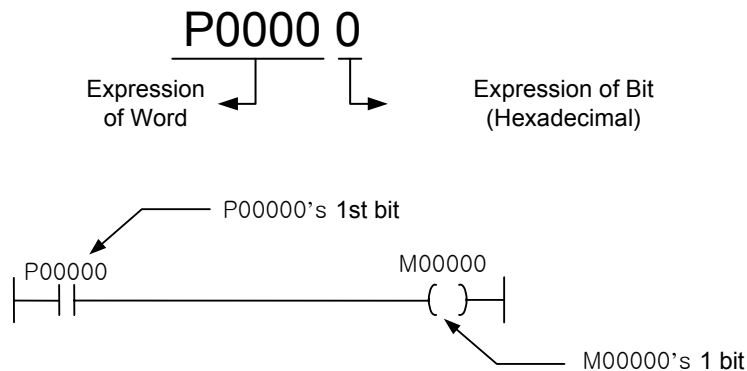 P0000 0
Expression
of Word
Expression of Bit
(Hexadecimal)
P00000's 1st bit
P00000
M00000
M00000's 1 bit